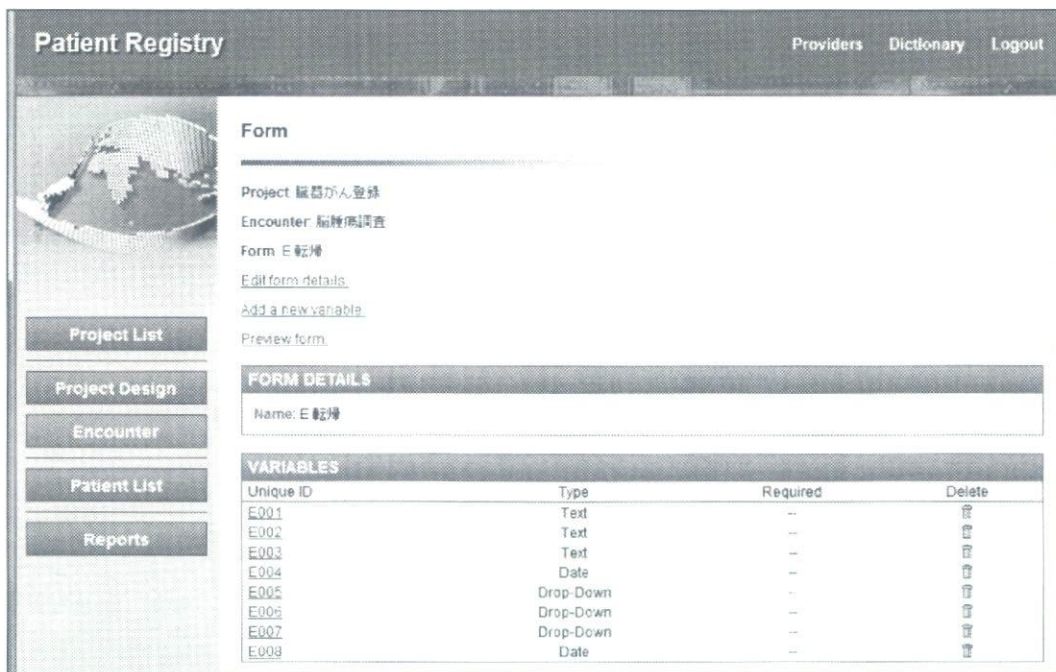 Patient Registry
Providers Dictionary Logout
Form
Project 臓器がん登録
Encounter: 脳腫瘍調査
Form E 転帰
Edit form details.
Add a new variable.
Preview form.
Project List
Project Design
Encounter
Patient List
Reports
FORM DETAILS
Name: E 転帰
VARIABLES
Unique ID Type Required Delete
E001 Text --
E002 Text --
E003 Text --
E004 Date --
E005 Drop-Down --
E006 Drop-Down --
E007 Drop-Down --
E008 Date --